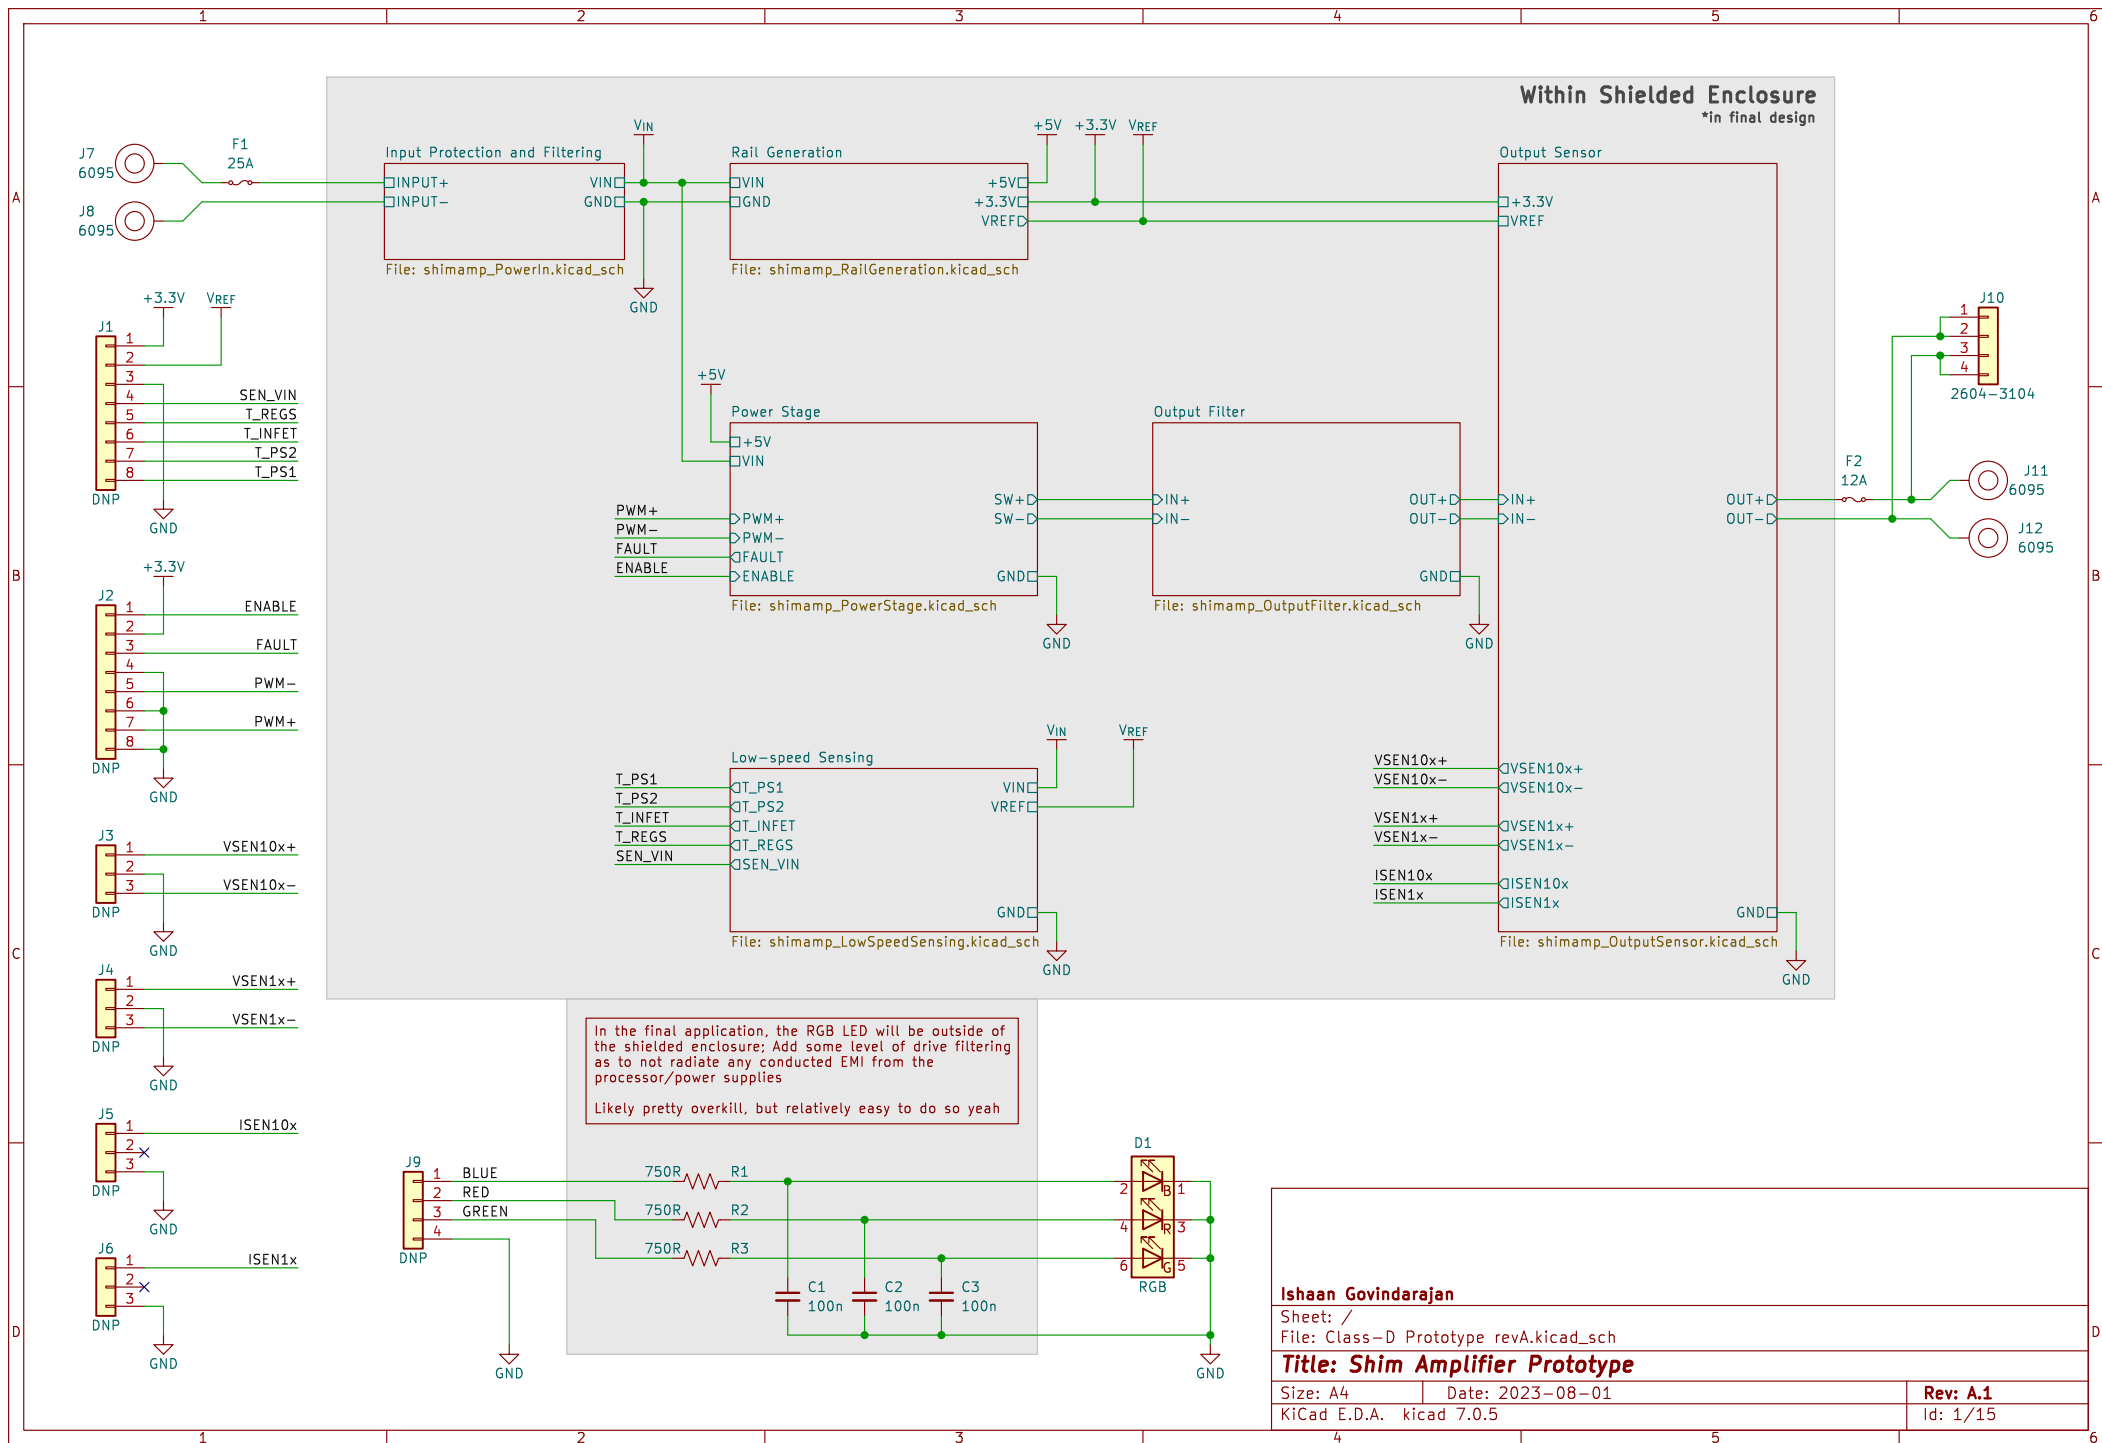 1 2 3 4 5 6
Within Shielded Enclosure
*in final design
A
J7
6095
J8
6095
F1
25A
Input Protection and Filtering
INPUT+
INPUT-
VIN
GND
File: shimamp_PowerIn.kicad_sch
VIN
GND
Rail Generation
VIN
GND
+5V
+3.3V
VREF
File: shimamp_RailGeneration.kicad_sch
+5V
+3.3V
VREF
Output Sensor
+3.3V
VREF
IN+
IN-
OUT+
OUT-
VSEN10x+
VSEN10x-
VSEN1x+
VSEN1x-
ISEN10x
ISEN1x
GND
File: shimamp_OutputSensor.kicad_sch
GND
VSEN10x+
VSEN10x-
VSEN1x+
VSEN1x-
ISEN10x
ISEN1x
A
+3.3V
VREF
J1
1
2
3
4
5
6
7
8
SEN_VIN
T_REGS
T_INFET
T_PS2
T_PS1
DNP
GND
+5V
Power Stage
+5V
VIN
PWM+
PWM-
FAULT
ENABLE
SW+
SW-
GND
File: shimamp_PowerStage.kicad_sch
PWM+
PWM-
FAULT
ENABLE
GND
Output Filter
IN+
IN-
OUT+
OUT-
GND
File: shimamp_OutputFilter.kicad_sch
GND
J10
1
2
3
4
2604-3104
F2
12A
J11
6095
J12
6095
B
B
+3.3V
J2
1
2
3
4
5
6
7
8
ENABLE
FAULT
PWM-
PWM+
DNP
GND
Low-speed Sensing
T_PS1
T_PS2
T_INFET
T_REGS
SEN_VIN
VIN
VREF
GND
File: shimamp_LowSpeedSensing.kicad_sch
T_PS1
T_PS2
T_INFET
T_REGS
SEN_VIN
VIN
VREF
GND
J3
1
2
3
VSEN10x+
VSEN10x-
DNP
GND
C
C
J4
1
2
3
VSEN1x+
VSEN1x-
DNP
GND
In the final application, the RGB LED will be outside of
the shielded enclosure; Add some level of drive filtering
as to not radiate any conducted EMI from the
processor/power supplies
Likely pretty overkill, but relatively easy to do so yeah
J5
1
2
3
ISEN10x
DNP
GND
J6
1
2
3
ISEN1x
DNP
GND
J9
1
2
3
4
BLUE
RED
GREEN
DNP
GND
750R R1
750R R2
750R R3
C1
100n
C2
100n
C3
100n
D1
2 B 1
4 R 3
6 G 5
RGB
GND
D
D
Ishaan Govindarajan
Sheet: /
File: Class-D Prototype revA.kicad_sch
Title: Shim Amplifier Prototype
Size: A4 Date: 2023-08-01 Rev: A.1
KiCad E.D.A. kicad 7.0.5 Id: 1/15
1 2 3 4 5 6